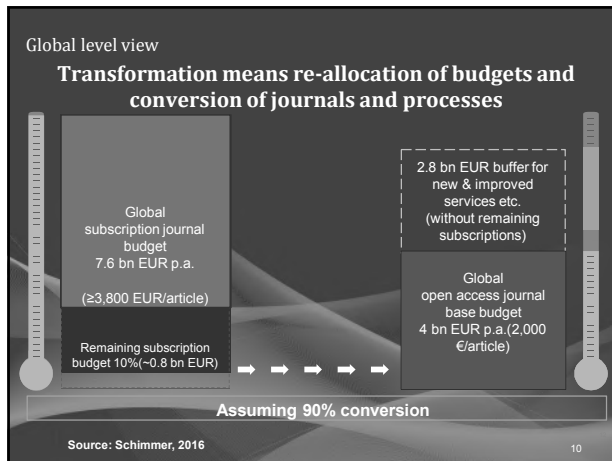 Global level view
Transformation means re-allocation of budgets and
conversion of journals and processes
Global
subscription journal
budget
7.6 bn EUR p.a.
(≥3,800 EUR/article)
Remaining subscription
budget 10%(~0.8 bn EUR)
2.8 bn EUR buffer for
new & improved
services etc.
(without remaining
subscriptions)
Global
open access journal
base budget
4 bn EUR p.a.(2,000
€/article)
Assuming 90% conversion
Source: Schimmer, 2016
10